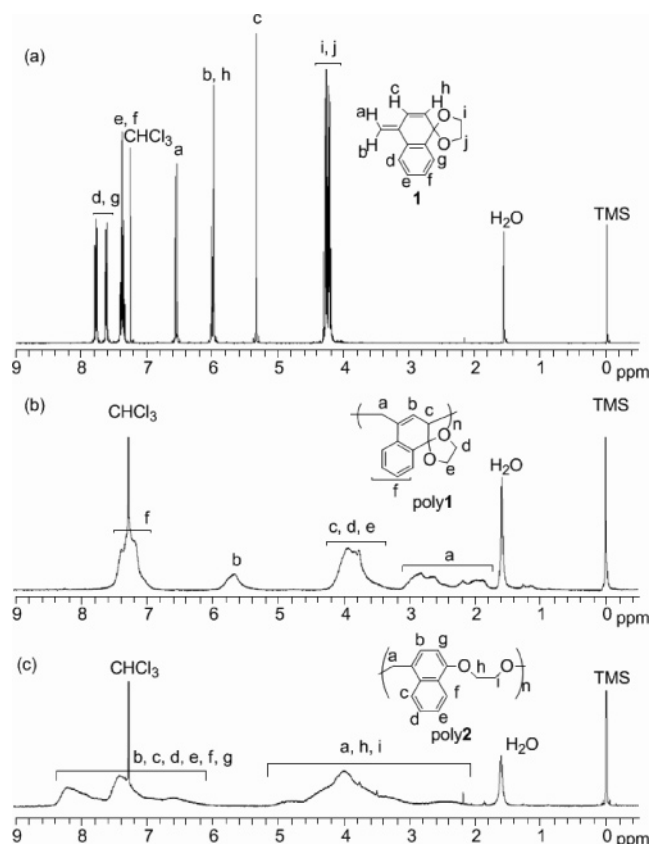 (a)
c
i, j
b, h
e, f
CHCl3
a
d, g
H2O
TMS
c
h
a H
H
H
i
O
O
j
H
b
d
g
e
f
1
9 8 7 6 5 4 3 2 1 0 ppm
(b)
CHCl3
f
b
c, d, e
a
H2O
TMS
a
b
c
n
O
d
O
e
f
poly1
9 8 7 6 5 4 3 2 1 0 ppm
(c)
CHCl3
b, c, d, e, f, g
a, h, i
H2O
TMS
b
g
a
h
O
O
i
n
c
f
d
e
poly2
9 8 7 6 5 4 3 2 1 0 ppm